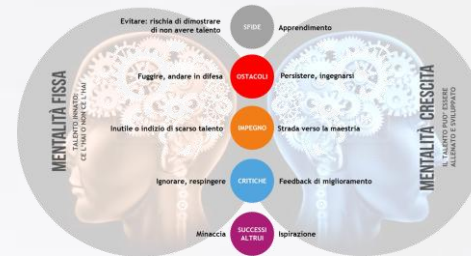 Evitare: rischia di dimostrare
di non avere talento
SFIDE
Apprendimento
Fuggire, andare in difesa
OSTACOLI
Persistere, ingegnarsi
Inutile o indizio di scarso talento
IMPEGNO
Strada verso la maestria
Ignorare, respingere
CRITICHE
Feedback di miglioramento
Minaccia
SUCCESSI
ALTRUI
Ispirazione
MENTALITÀ FISSA
TALENTO INNATO:
CE L'HAI O NON CE L'HAI
MENTALITÀ CRESCITA
IL TALENTO PUO' ESSERE
ALLENATO E SVILUPPATO